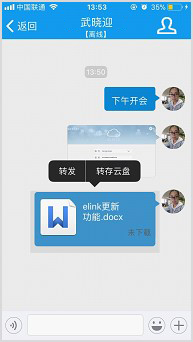 中国联通
13:53
35%
返回
武晓迎
【离线】
13:50
下午开会
转发
转存云盘
elink更新
功能.docx
未下载